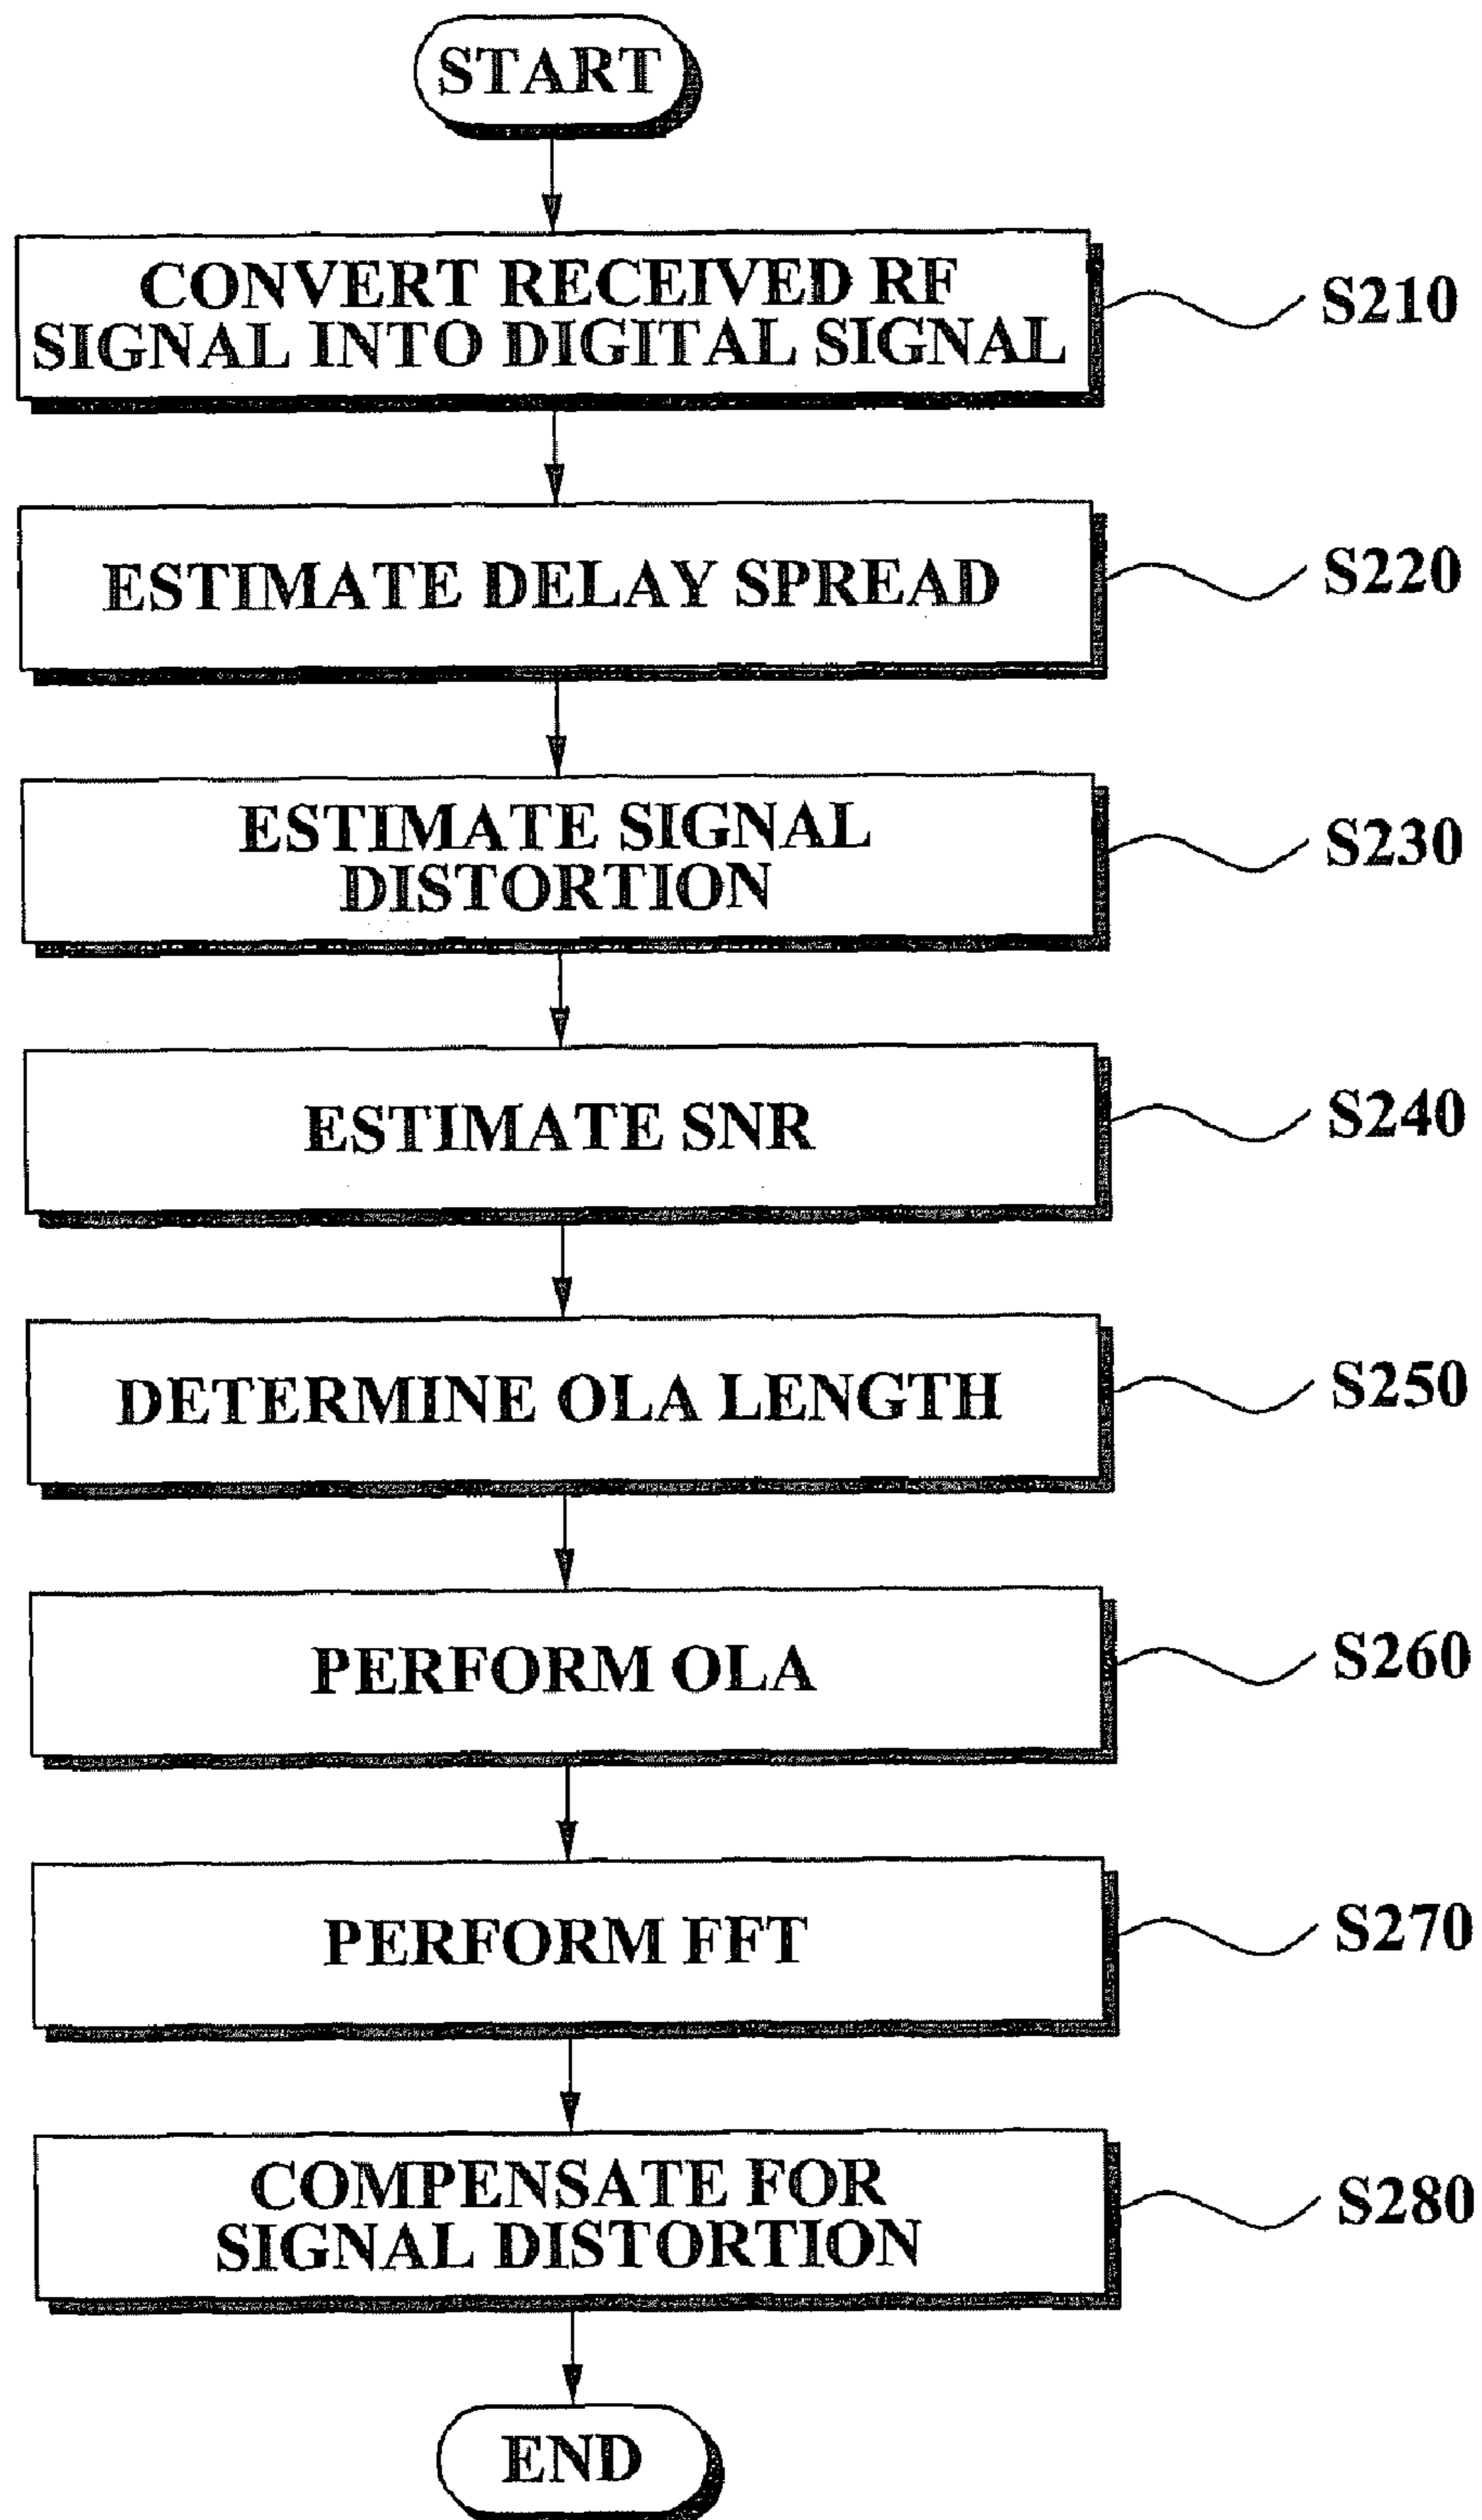 START
CONVERT RECEIVED RF
SIGNAL INTO DIGITAL SIGNAL
S210
ESTIMATE DELAY SPREAD
S220
ESTIMATE SIGNAL
DISTORTION
S230
ESTIMATE SNR
S240
DETERMINE OLA LENGTH
S250
PERFORM OLA
S260
PERFORM FFT
S270
COMPENSATE FOR
SIGNAL DISTORTION
S280
END